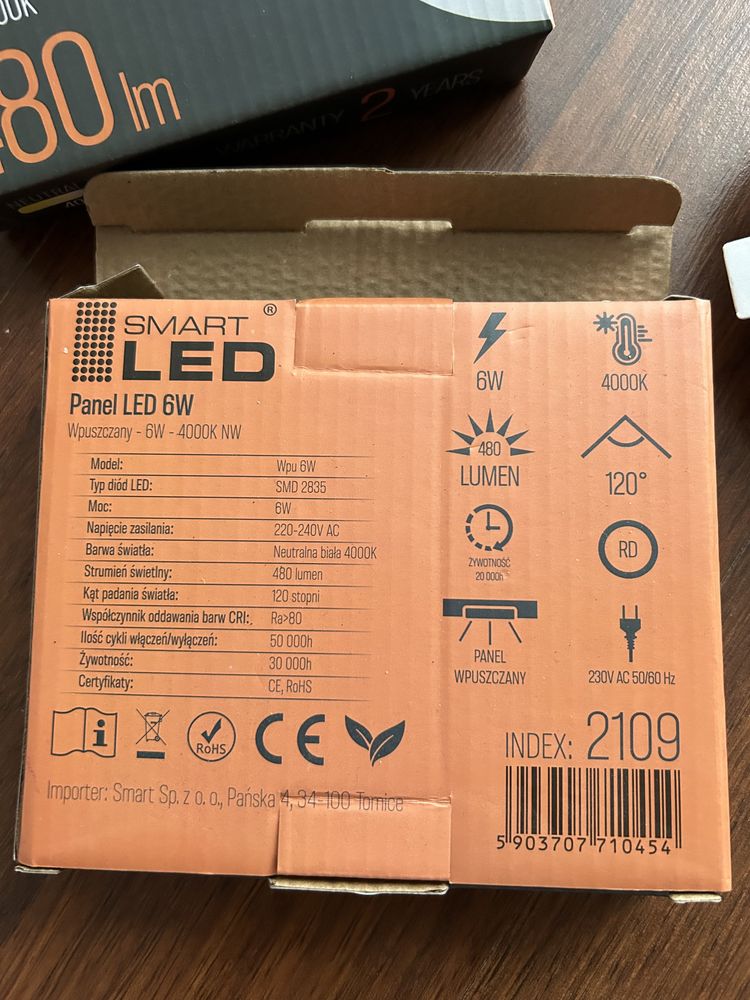 80 lm
WARRANTY 2 YEARS
NEUTRAL
SMART ®
LED
Panel LED 6W
Wpuszczany - 6W - 4000K NW
Model: Wpu 6W
Typ diód LED: SMD 2835
Moc: 6W
Napięcie zasilania: 220-240V AC
Barwa światła: Neutralna biała 4000K
Strumień świetlny: 480 lumen
Kąt padania światła: 120 stopni
Współczynnik oddawania barw CRI: Ra>80
Ilość cykli włączeń/wyłączeń: 50 000h
Żywotność: 30 000h
Certyfikaty: CE, RoHS
RoHS
CE
Importer: Smart Sp. z o. o., Pańska 4, 34-100 Tomice
6W
4000K
480
LUMEN
120°
ŻYWOTNOŚĆ
20 000h
RD
PANEL
WPUSZCZANY
230V AC 50/60 Hz
INDEX: 2109
5 903707 710454